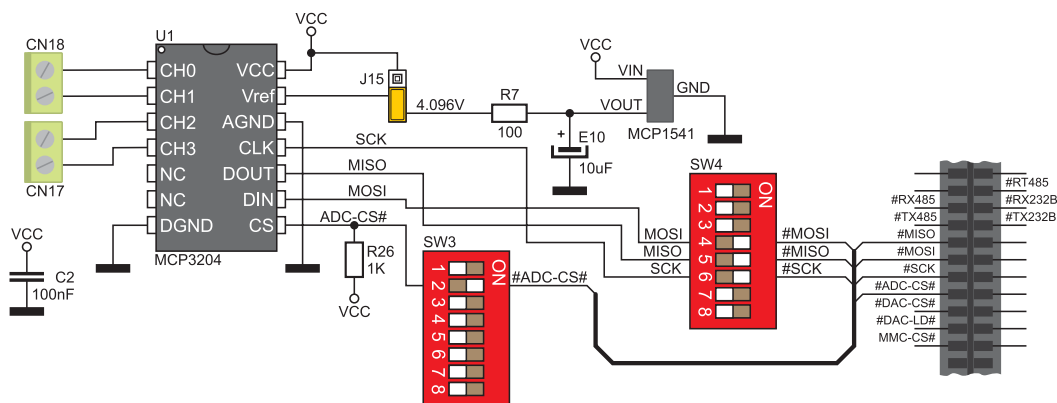 VCC
CN18
U1
CH0
VCC
CH1
Vref
CH2
AGND
CH3
CLK
NC
DOUT
NC
DIN
DGND
CS
MCP3204
CN17
VCC
C2
100nF
J15
4.096V
R7
100
VCC
VIN
GND
VOUT
MCP1541
+
E10
10uF
SCK
MISO
MOSI
ADC-CS#
R26
1K
VCC
SW3
ON
1
2
3
4
5
6
7
8
#ADC-CS#
SW4
ON
1
2
3
4
5
6
7
8
MOSI
MISO
SCK
#MOSI
#MISO
#SCK
#RT485
#RX485
#RX232B
#TX485
#TX232B
#MISO
#MOSI
#SCK
#ADC-CS#
#DAC-CS#
#DAC-LD#
MMC-CS#